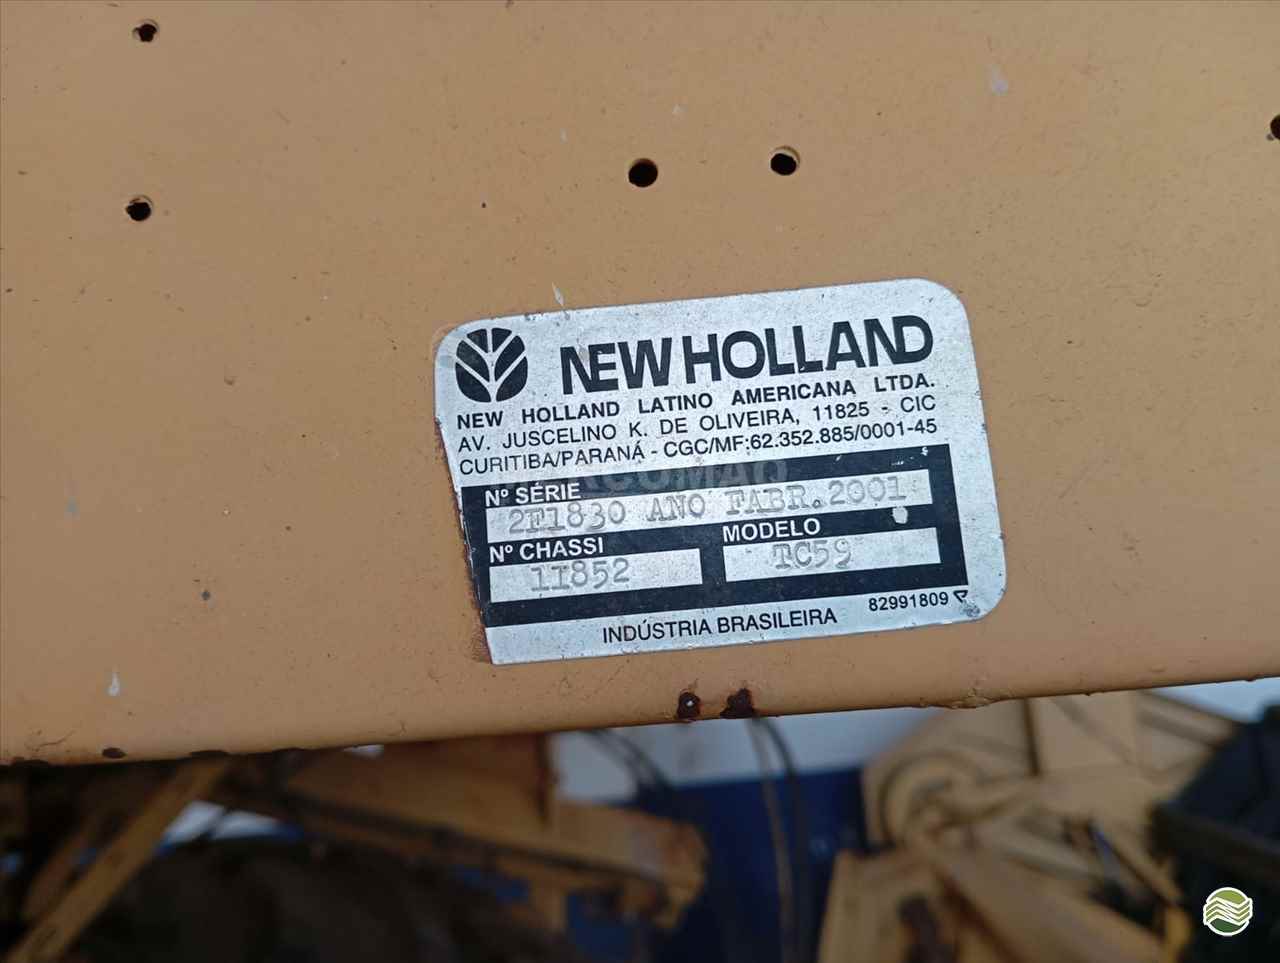 NEW HOLLAND
NEW HOLLAND LATINO AMERICANA LTDA.
AV. JUSCELINO K. DE OLIVEIRA, 11825 - CIC
CURITIBA/PARANÁ - CGC/MF:62.352.885/0001-45
Nº SÉRIE
2E1830 ANO FABR.2001
Nº CHASSI
11852
MODELO
TC59
INDÚSTRIA BRASILEIRA
82991809